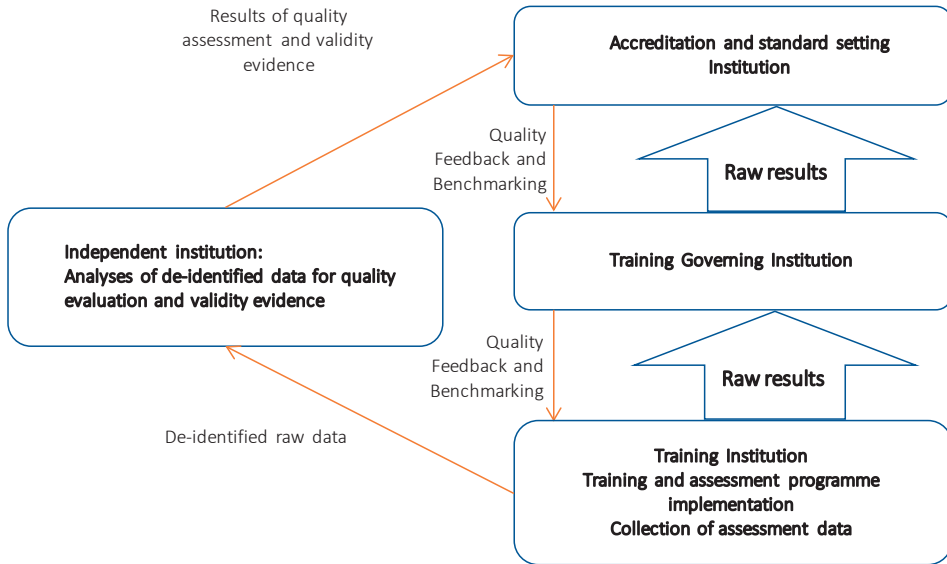 Results of quality
assessment and validity
evidence
Accreditation and standard setting
Institution
Quality
Feedback and
Benchmarking
Raw results
Independent institution:
Analyses of de-identified data for quality
evaluation and validity evidence
Training Governing Institution
Quality
Feedback and
Benchmarking
Raw results
De-identified raw data
Training Institution
Training and assessment programme
implementation
Collection of assessment data